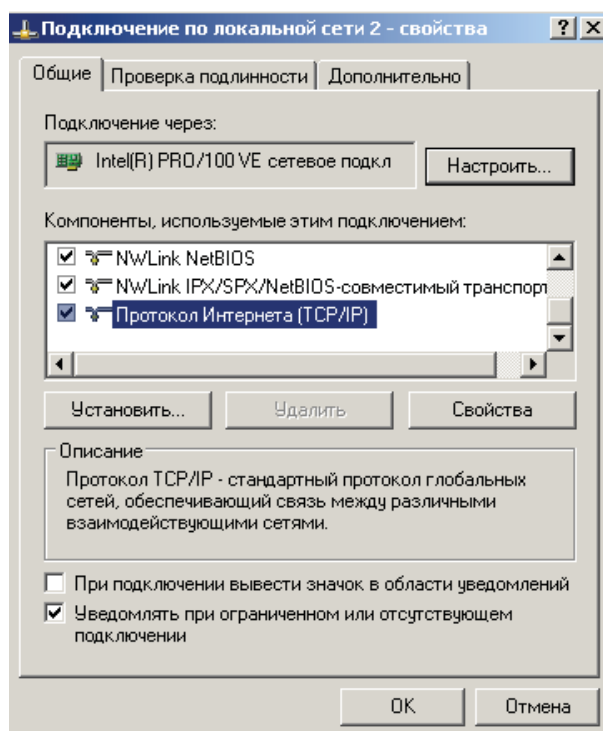 Подключение по локальной сети 2 - свойства
Общие
Проверка подлинности
Дополнительно
Подключение через:
Intel(R) PRO/100 VE сетевое подкл
Настроить...
Компоненты, используемые этим подключением:
NWLink NetBIOS
NWLink IPX/SPX/NetBIOS-совместимый транспорт
Протокол Интернета (TCP/IP)
Установить...
Удалить
Свойства
Описание
Протокол TCP/IP - стандартный протокол глобальных
сетей, обеспечивающий связь между различными
взаимодействующими сетями.
При подключении вывести значок в области уведомлений
Уведомлять при ограниченном или отсутствующем
подключении
OK
Отмена